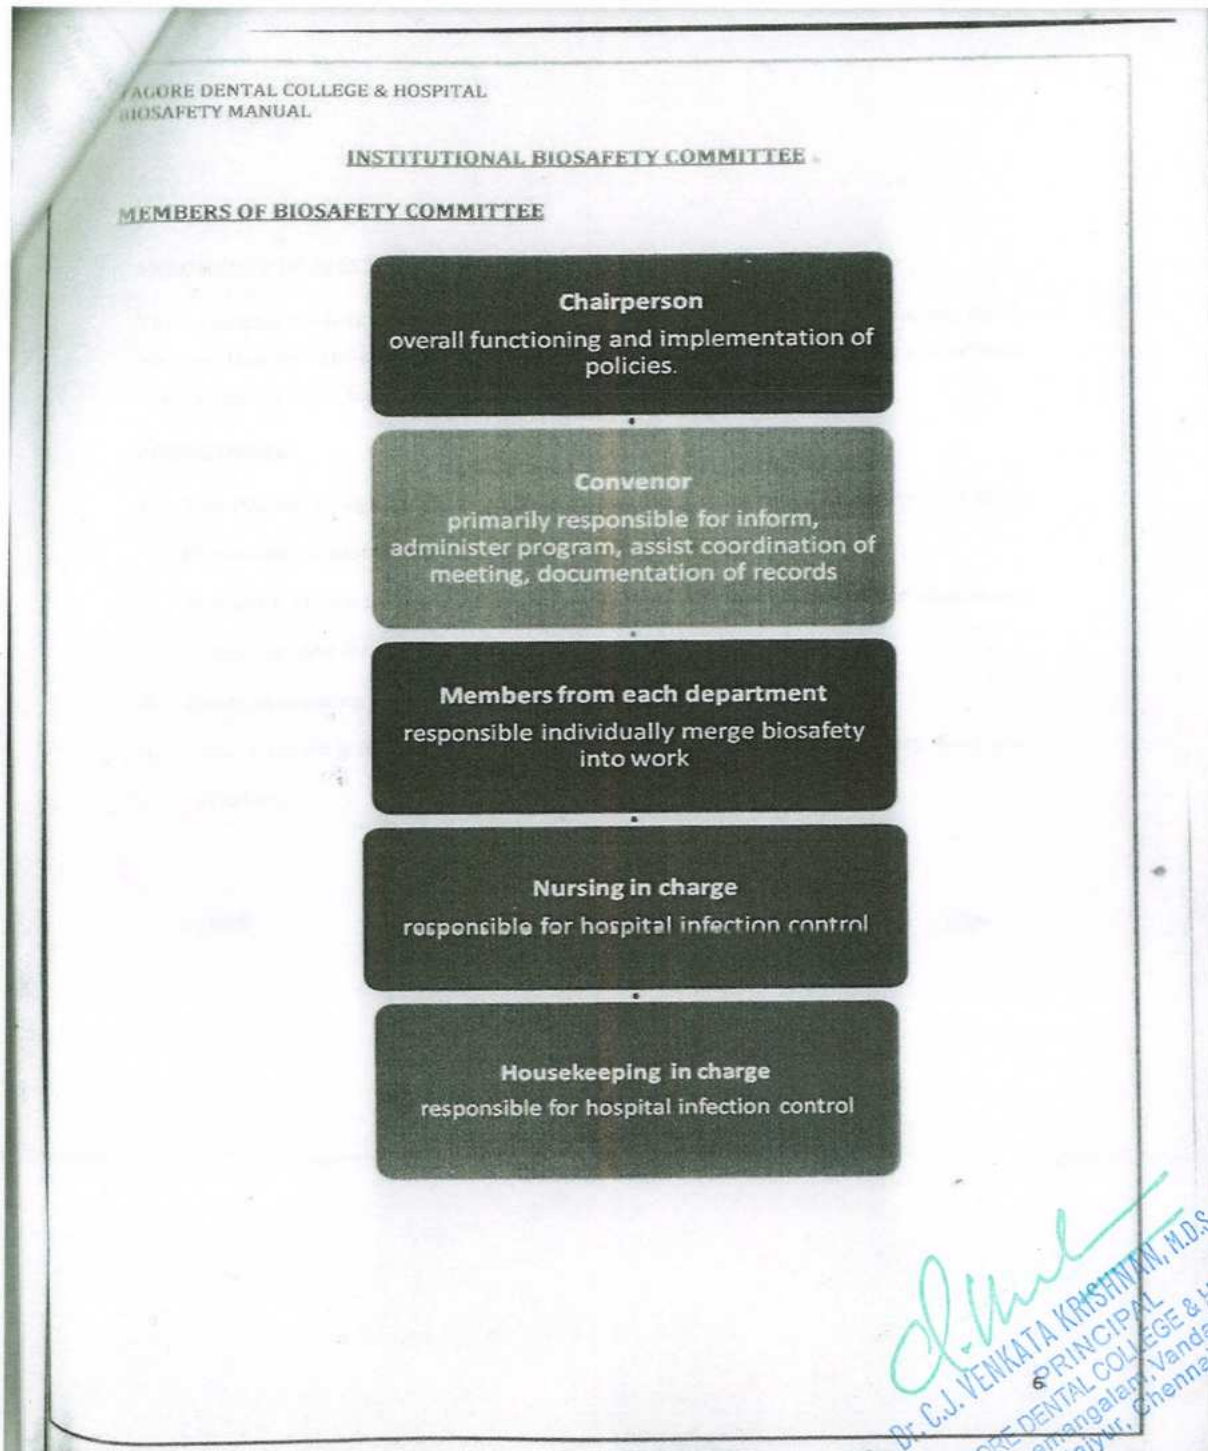 TAGORE DENTAL COLLEGE & HOSPITAL
BIOSAFETY MANUAL
INSTITUTIONAL BIOSAFETY COMMITTEE
MEMBERS OF BIOSAFETY COMMITTEE
Chairperson
overall functioning and implementation of
policies.
Convenor
primarily responsible for inform,
administer program, assist coordination of
meeting, documentation of records
Members from each department
responsible individually merge biosafety
into work
Nursing in charge
responsible for hospital infection control
Housekeeping in charge
responsible for hospital infection control
Dr. C.J. VENKATA KRISHNAN, M.D.S
PRINCIPAL
DENTAL COLLEGE &
6